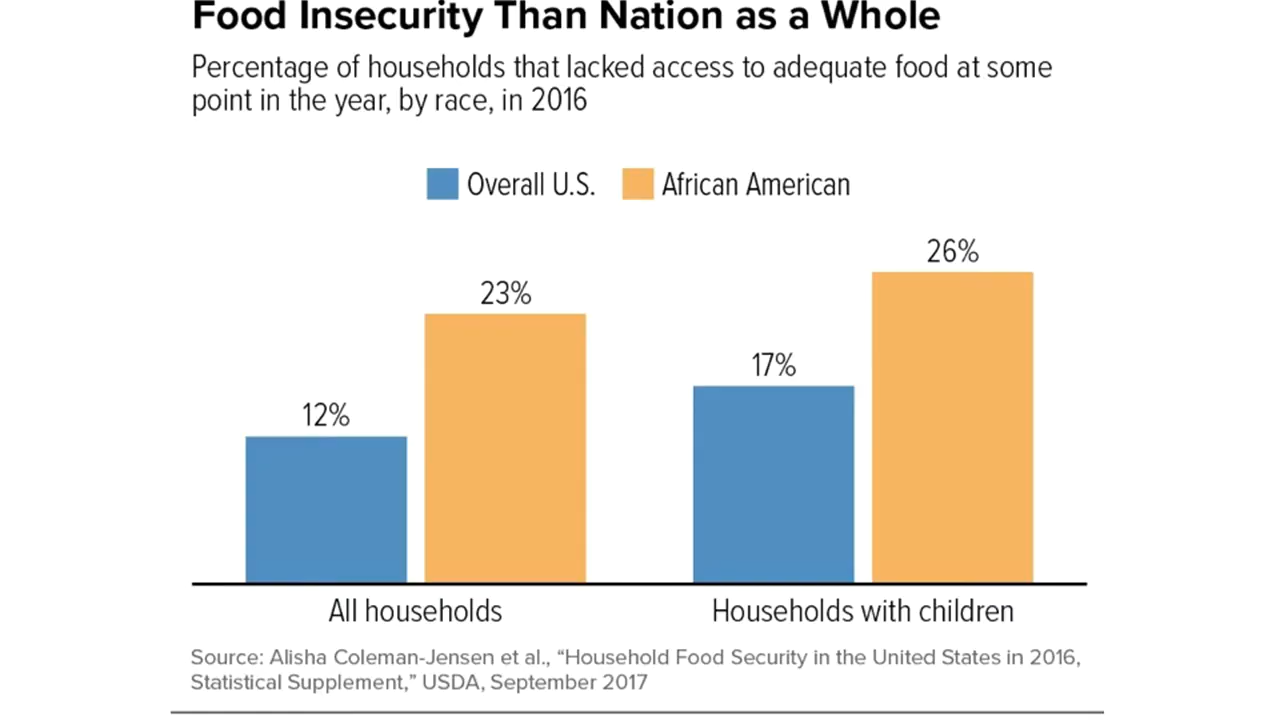 Food Insecurity Than Nation as a Whole
Percentage of households that lacked access to adequate food at some
point in the year, by race, in 2016
Overall U.S. African American
26%
23%
17%
12%
All households Households with children
Source: Alisha Coleman-Jensen et al., “Household Food Security in the United States in 2016,
Statistical Supplement,” USDA, September 2017